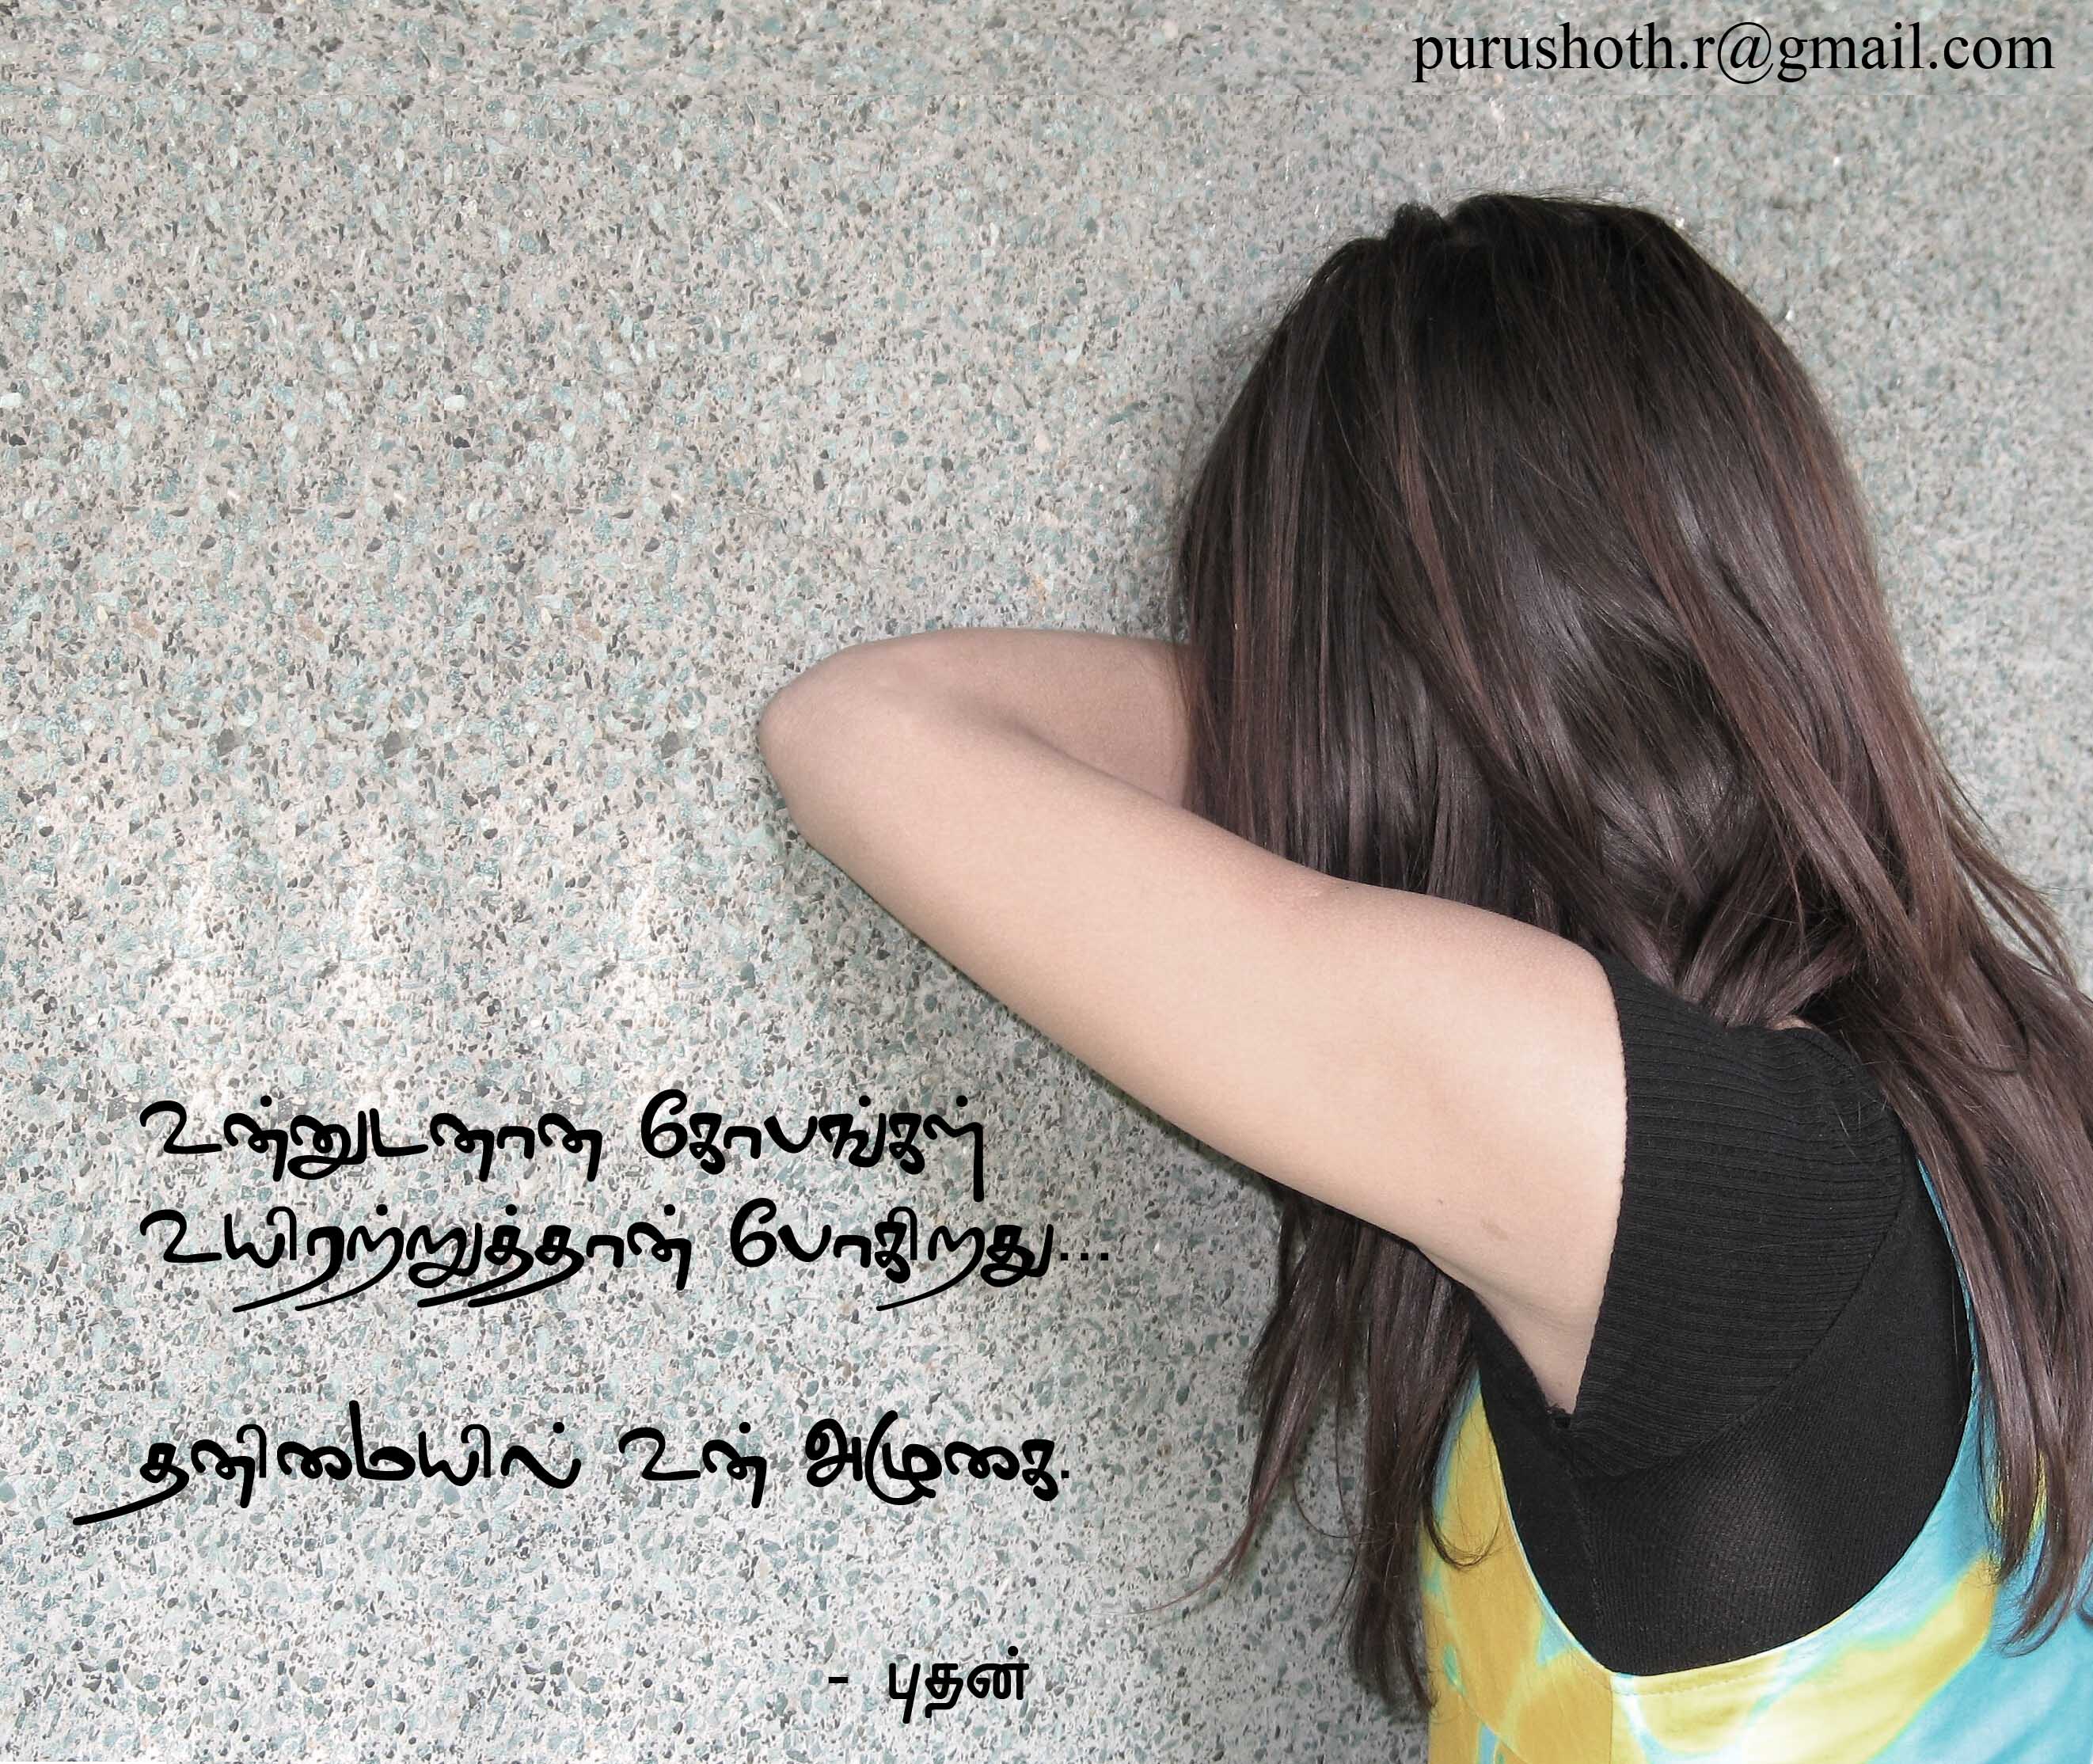 purushoth.r@gmail.com
உன்னுடனான கோபங்கள்
உயிரற்றுத்தான் போகிறது...
தனிமையில் உன் அழுகை.
- புதன்